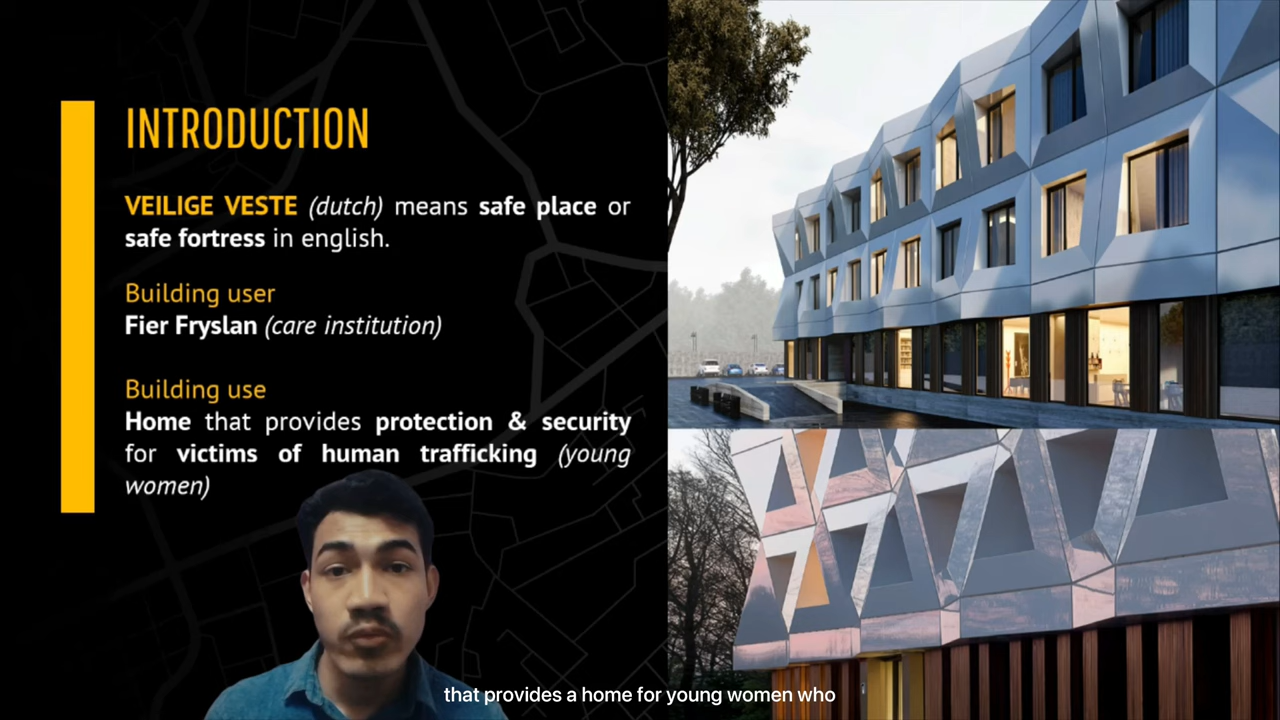 INTRODUCTION
VEILIGE VESTE (dutch) means safe place or
safe fortress in english.
Building user
Fier Fryslan (care institution)
Building use
Home that provides protection & security
for victims of human trafficking (young
women)
that provides a home for young women who